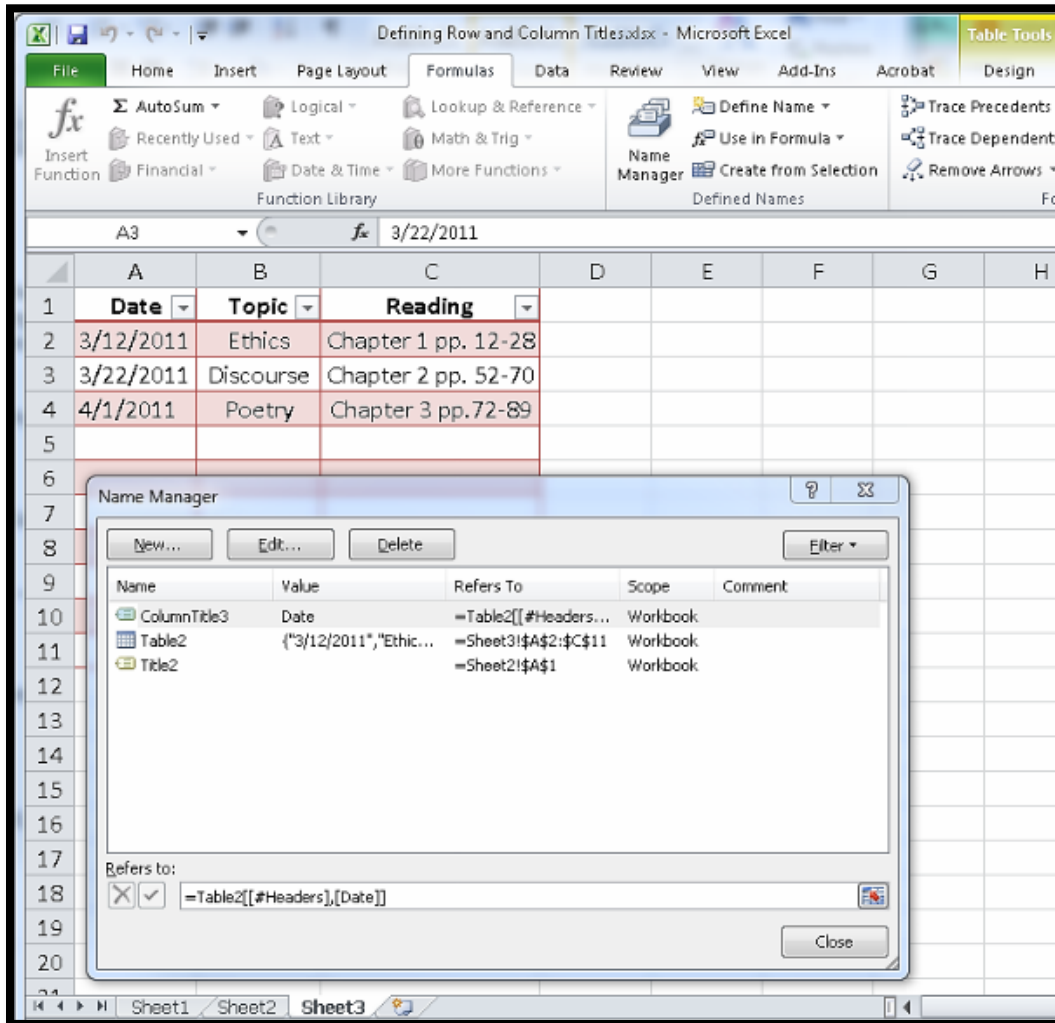 Defining Row and Column Titles.xlsx - Microsoft Excel
Table Tools
File Home Insert Page Layout Formulas Data Review View Add-Ins Acrobat Design
fx Insert Function
Σ AutoSum
Recently Used
Financial
Logical
Text
Date & Time
Lookup & Reference
Math & Trig
More Functions
Function Library
Name Manager
Define Name
Use in Formula
Create from Selection
Defined Names
Trace Precedents
Trace Dependent
Remove Arrows
Fo
A3 fx 3/22/2011
A B C D E F G H
1 Date Topic Reading
2 3/12/2011 Ethics Chapter 1 pp. 12-28
3 3/22/2011 Discourse Chapter 2 pp. 52-70
4 4/1/2011 Poetry Chapter 3 pp.72-89
5
6
7
8
9
10
11
12
13
14
15
16
17
18
19
20
21
Name Manager
New... Edit... Delete Filter
Name Value Refers To Scope Comment
ColumnTitle3 Date =Table2[[#Headers... Workbook
Table2 {"3/12/2011","Ethic... =Sheet3!$A$2:$C$11 Workbook
Title2 =Sheet2!$A$1 Workbook
Refers to:
=Table2[[#Headers],[Date]]
Close
Sheet1 Sheet2 Sheet3